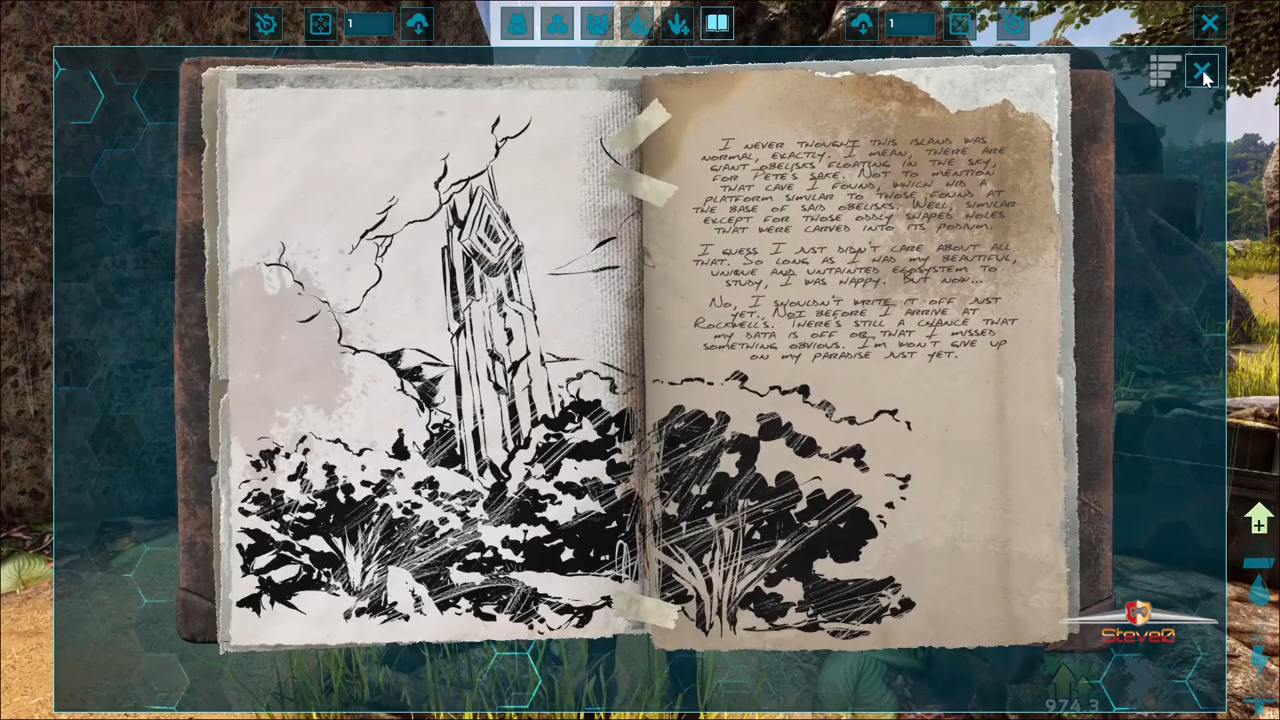 1
1
I NEVER THOUGHT THIS ISLAND WAS
NORMAL, EXACTLY. I MEAN, THERE ARE
GIANT OBELISKS FLOATING IN THE SKY,
FOR PETE'S SAKE. NOT TO MENTION
THAT CAVE I FOUND, WHICH HID A
PLATFORM SIMILAR TO THOSE FOUND AT
THE BASE OF SAID OBELISKS. WELL, SIMILAR
EXCEPT FOR THOSE ODDLY SHAPED HOLES
THAT WERE CARVED INTO ITS PODIUM.
I GUESS I JUST DIDN'T CARE ABOUT ALL
THAT. SO LONG AS I HAD MY BEAUTIFUL,
UNIQUE AND UNTAINTED ECOSYSTEM TO
STUDY, I WAS HAPPY. BUT NOW...
NO, I SHOULDN'T WRITE IT OFF JUST
YET. NOT BEFORE I ARRIVE AT
ROCKWELL'S. THERE'S STILL A CHANCE THAT
MY DATA IS OFF OR THAT I MISSED
SOMETHING OBVIOUS. I'M WON'T GIVE UP
ON MY PARADISE JUST YET.
Steve0
974.3